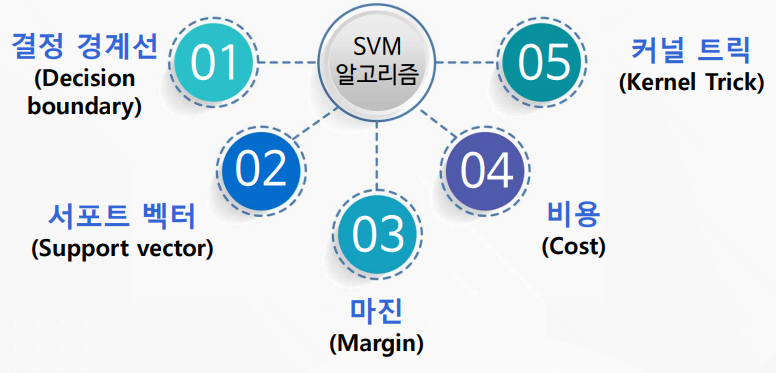 SVM
알고리즘
01
결정 경계선
(Decision
boundary)
02
서포트 벡터
(Support vector)
03
마진
(Margin)
04
비용
(Cost)
05
커널 트릭
(Kernel Trick)